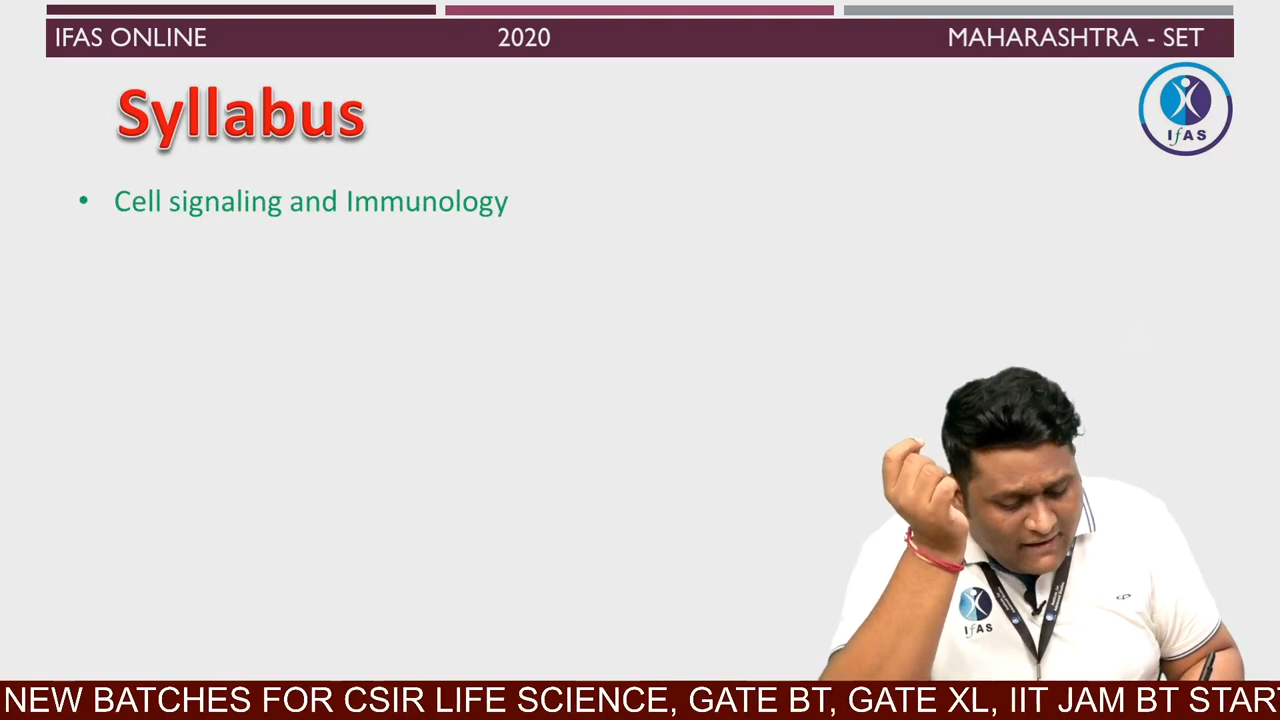 IFAS ONLINE 2020 MAHARASHTRA - SET
Syllabus
IfAS
• Cell signaling and Immunology
IfAS
NEW BATCHES FOR CSIR LIFE SCIENCE, GATE BT, GATE XL, IIT JAM BT STAR